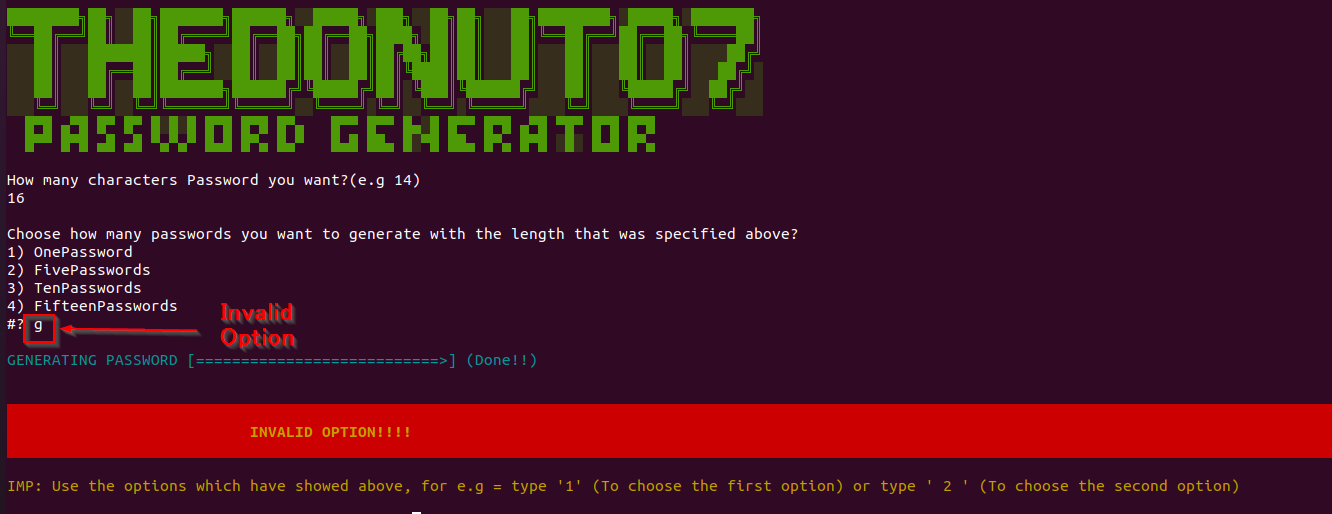 THEDONUT07
PASSWORD GENERATOR
How many characters Password you want?(e.g 14)
16
Choose how many passwords you want to generate with the length that was specified above?
1) OnePassword
2) FivePasswords
3) TenPasswords
4) FifteenPasswords
#? g
Invalid
Option
GENERATING PASSWORD [===========================>] (Done!!)
INVALID OPTION!!!!
IMP: Use the options which have showed above, for e.g = type '1' (To choose the first option) or type ' 2 ' (To choose the second option)